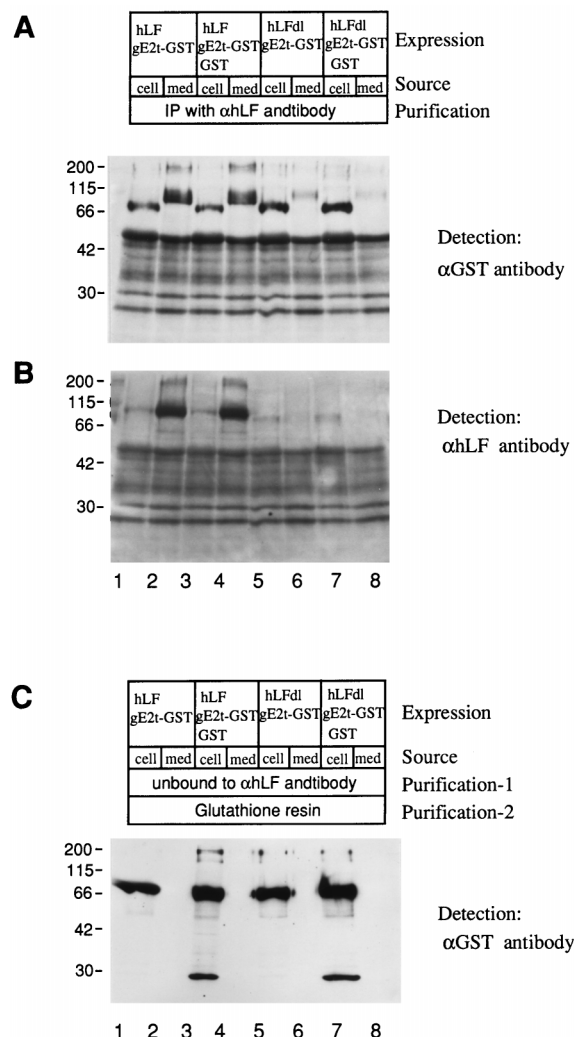 A
hLF gE2t-GST hLF gE2t-GST GST hLFdl gE2t-GST hLFdl gE2t-GST GST Expression
cell med cell med cell med cell med Source
IP with αhLF andtibody Purification
200 -
115 -
66 -
42 -
30 -
Detection:
αGST antibody
B
200 -
115 -
66 -
42 -
30 -
Detection:
αhLF antibody
1 2 3 4 5 6 7 8
C
hLF gE2t-GST hLF gE2t-GST GST hLFdl gE2t-GST hLFdl gE2t-GST GST Expression
cell med cell med cell med cell med Source
unbound to αhLF andtibody Purification-1
Glutathione resin Purification-2
200 -
115 -
66 -
42 -
30 -
Detection:
αGST antibody
1 2 3 4 5 6 7 8